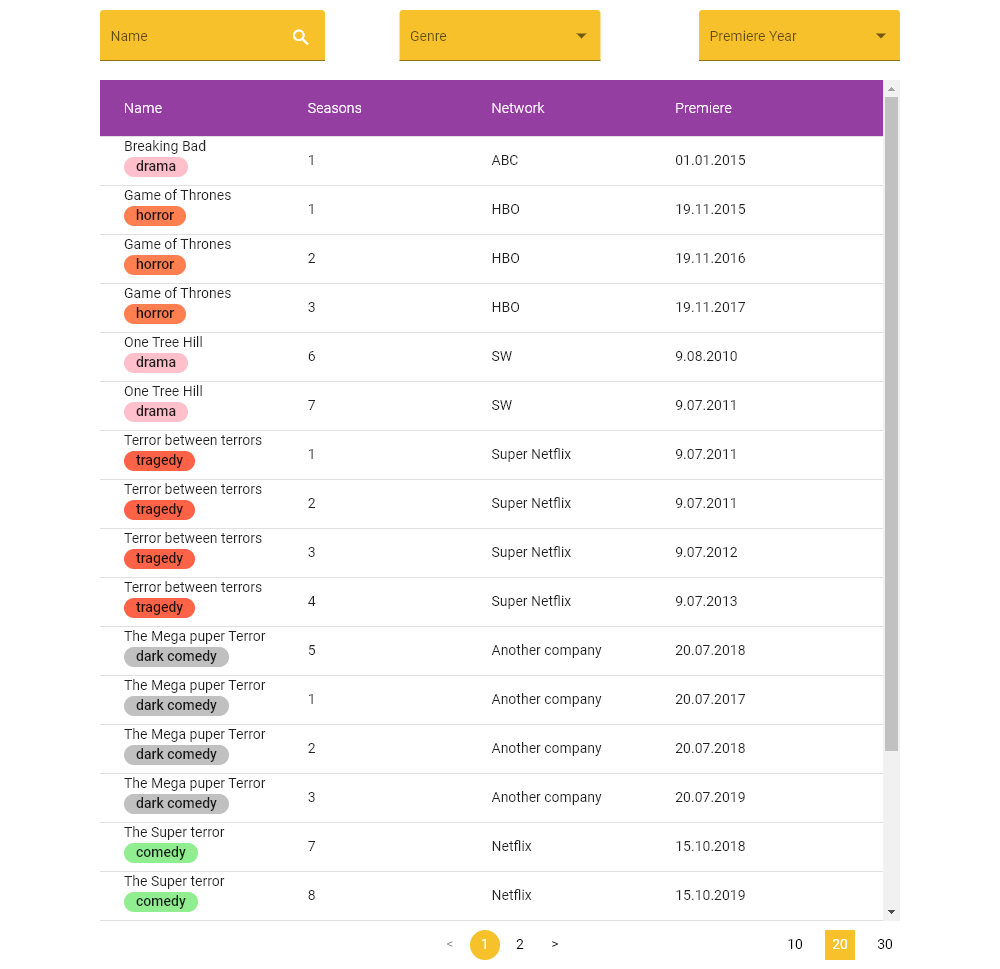 Name Genre Premiere Year
Name Seasons Network Premiere
Breaking Bad
drama 1 ABC 01.01.2015
Game of Thrones
horror 1 HBO 19.11.2015
Game of Thrones
horror 2 HBO 19.11.2016
Game of Thrones
horror 3 HBO 19.11.2017
One Tree Hill
drama 6 SW 9.08.2010
One Tree Hill
drama 7 SW 9.07.2011
Terror between terrors
tragedy 1 Super Netflix 9.07.2011
Terror between terrors
tragedy 2 Super Netflix 9.07.2011
Terror between terrors
tragedy 3 Super Netflix 9.07.2012
Terror between terrors
tragedy 4 Super Netflix 9.07.2013
The Mega puper Terror
dark comedy 5 Another company 20.07.2018
The Mega puper Terror
dark comedy 1 Another company 20.07.2017
The Mega puper Terror
dark comedy 2 Another company 20.07.2018
The Mega puper Terror
dark comedy 3 Another company 20.07.2019
The Super terror
comedy 7 Netflix 15.10.2018
The Super terror
comedy 8 Netflix 15.10.2019
< 1 2 > 10 20 30